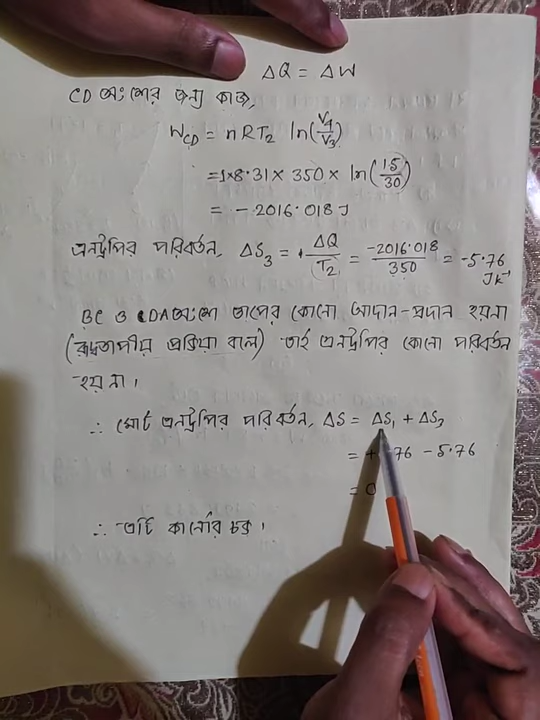 ΔQ = ΔW
CD অংশের জন্য কাজ,
W_CD = nRT₂ ln(V₄/V₃)
=1×8.31 × 350 × ln(15/30)
= - 2016.018 J
এনট্রপির পরিবর্তন, ΔS₃ = + ΔQ/T₂ = -2016.018/350 = -5.76 JK⁻¹
BC ও DA অংশে তাপের কোনো আদান-প্রদান হয়না
(রুদ্ধতাপীয় প্রক্রিয়া বলে) তাই এনট্রপির কোনো পরিবর্তন
হয় না।
∴ মোট এনট্রপির পরিবর্তন, ΔS = ΔS₁ + ΔS₃
= + 76 - 5.76
= 0
∴ এটি কার্নোর চক্র।